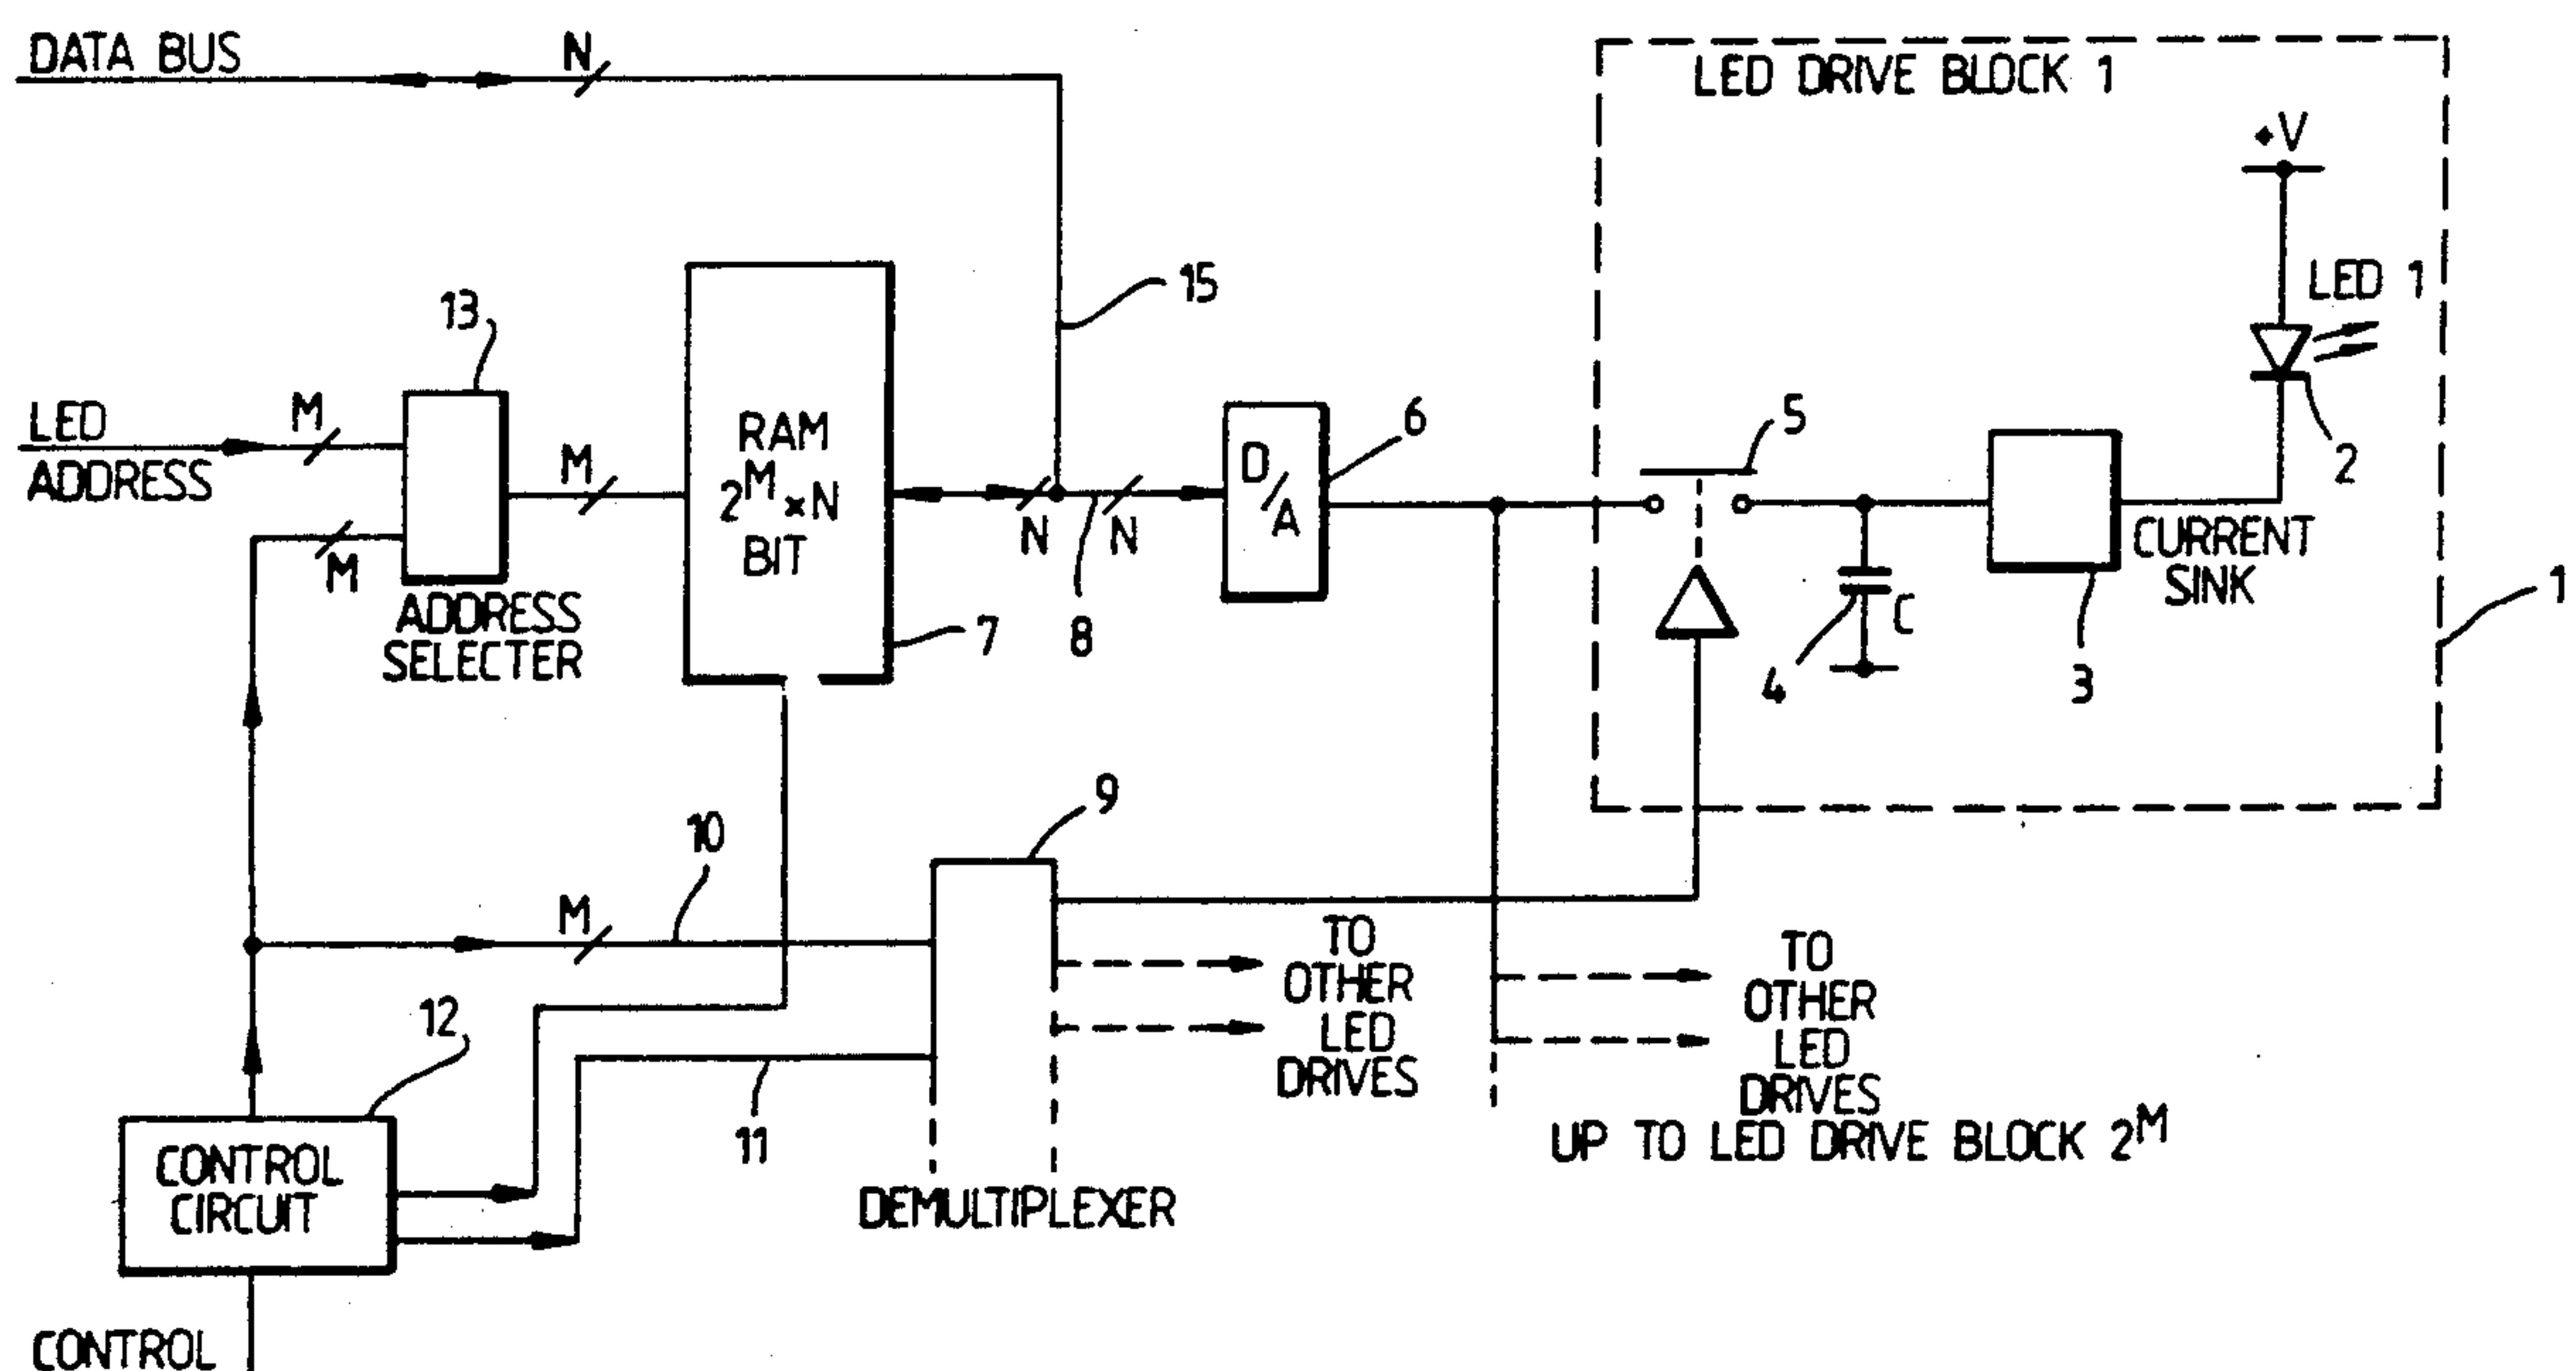 DATA BUS
N
LED DRIVE BLOCK 1
+V
LED 1
15
13
LED
ADDRESS
M
M
M
ADDRESS
SELECTER
RAM
2^M x N
BIT
7
N
N
8
D/A
6
5
2
CURRENT
SINK
3
4
C
1
9
10
M
TO
OTHER
LED
DRIVES
TO
OTHER
LED
DRIVES
UP TO LED DRIVE BLOCK 2^M
12
11
CONTROL
CIRCUIT
DEMULTIPLEXER
CONTROL